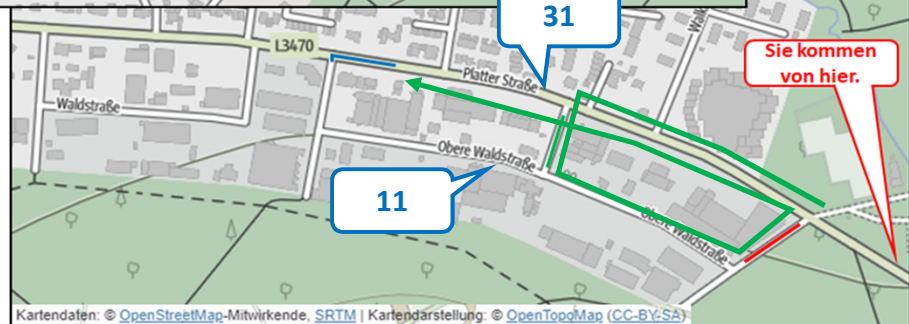 31
Sie kommen
von hier.
L3470
Platter Straße
Walk
Waldstraße
Obere Waldstraße
11
Obere Waldstraße
Kartendaten: © OpenStreetMap-Mitwirkende, SRTM | Kartendarstellung: © OpenTopoMap (CC-BY-SA)